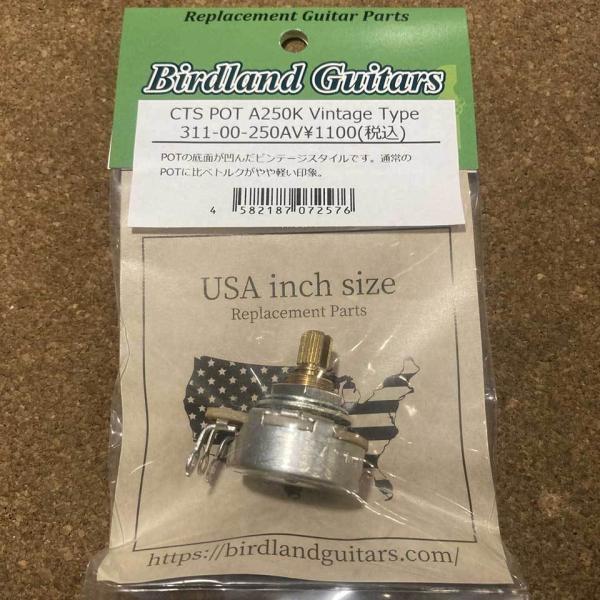 Replacement Guitar Parts
Birdland Guitars
CTS POT A250K Vintage Type
311-00-250AV¥1100(税込)
POTの底面が凹んだビンテージスタイルです。通常の
POTに比べトルクがやや軽い印象。
4 582187 072576
USA inch size
Replacement Parts
https://birdlandguitars.com/